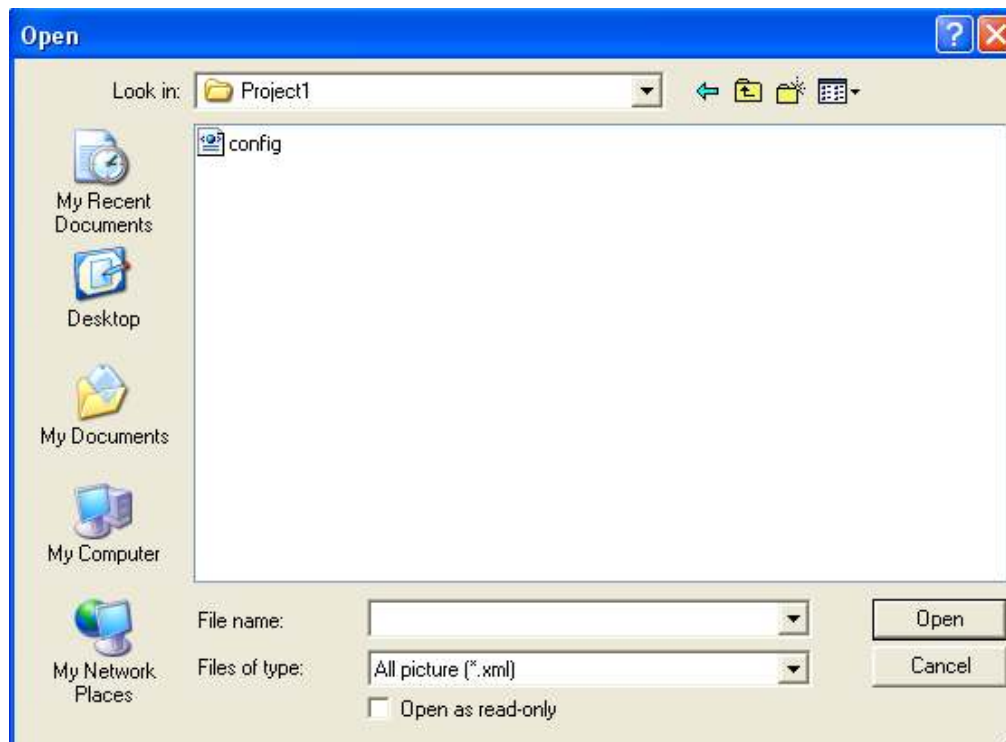 Open
Look in:
Project1
config
My Recent
Documents
Desktop
My Documents
My Computer
My Network
Places
File name:
Open
Files of type:
All picture (*.xml)
Cancel
Open as read-only